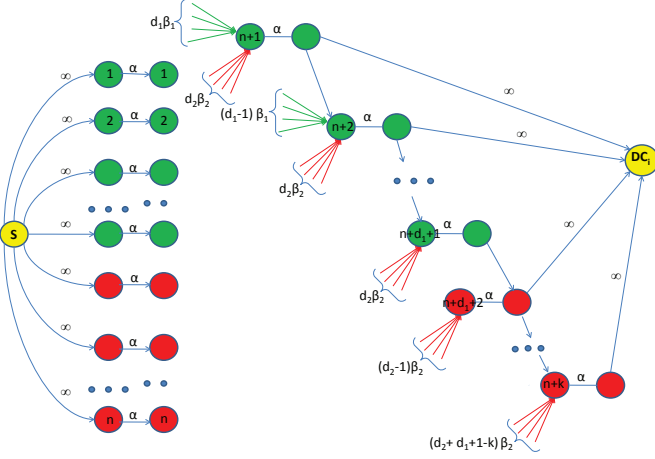 d₁β₁
n+1
α
∞
1
α
1
∞
d₂β₂
(d₁-1) β₁
∞
2
α
2
n+2
α
∞
DCᵢ
∞
d₂β₂
S
∞
α
n+d₁+1
α
∞
∞
α
d₂β₂
n+d₁+2
α
∞
∞
α
(d₂-1)β₂
α
n+k
α
∞
n
α
n
(d₂+ d₁+1-k) β₂